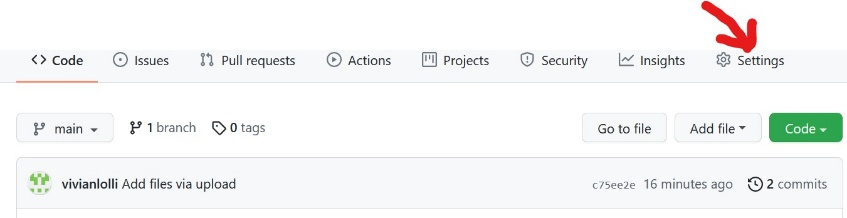 Code Issues Pull requests Actions Projects Security Insights Settings
main 1 branch 0 tags Go to file Add file Code
vivianlolli Add files via upload c75ee2e 16 minutes ago 2 commits